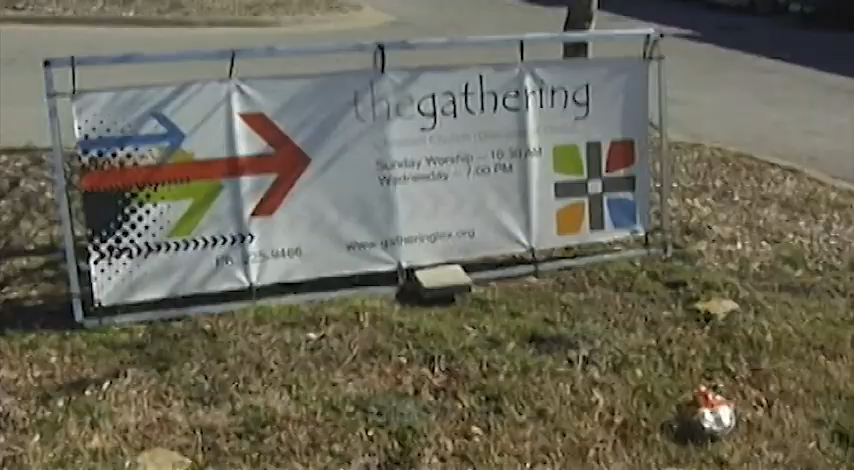 thegathering
Sunday Worship – 10:30 AM
Wednesday – 7:00 PM
www.gatheringlex.org